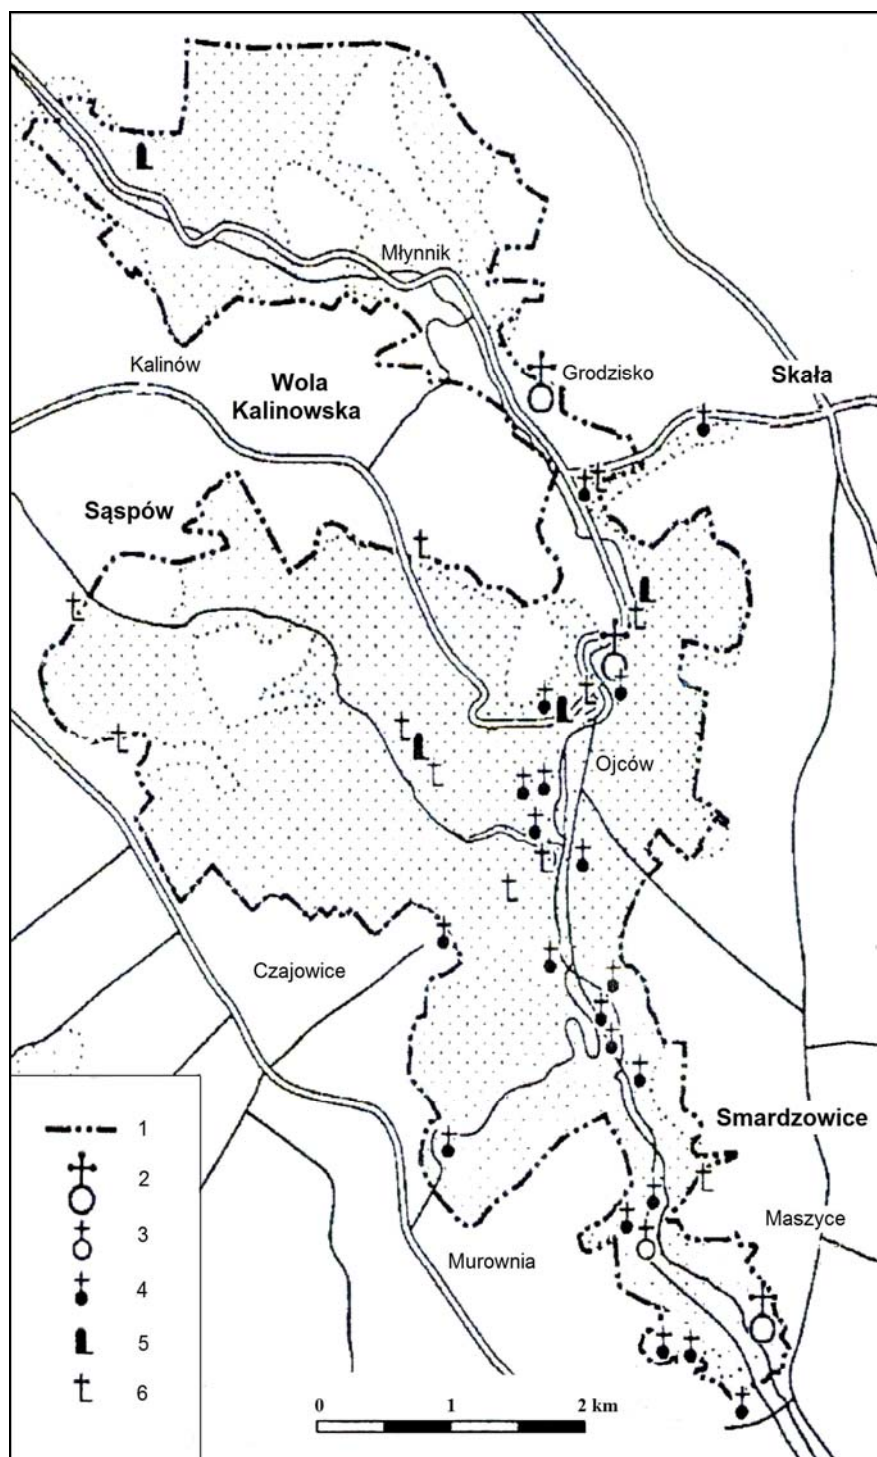 Młynnik
Kalinów
Wola
Kalinowska
Grodzisko
Skała
Sąspów
Ojców
Czajowice
Smardzowice
Maszyce
Murownia
1
2
3
4
5
6
0 1 2 km